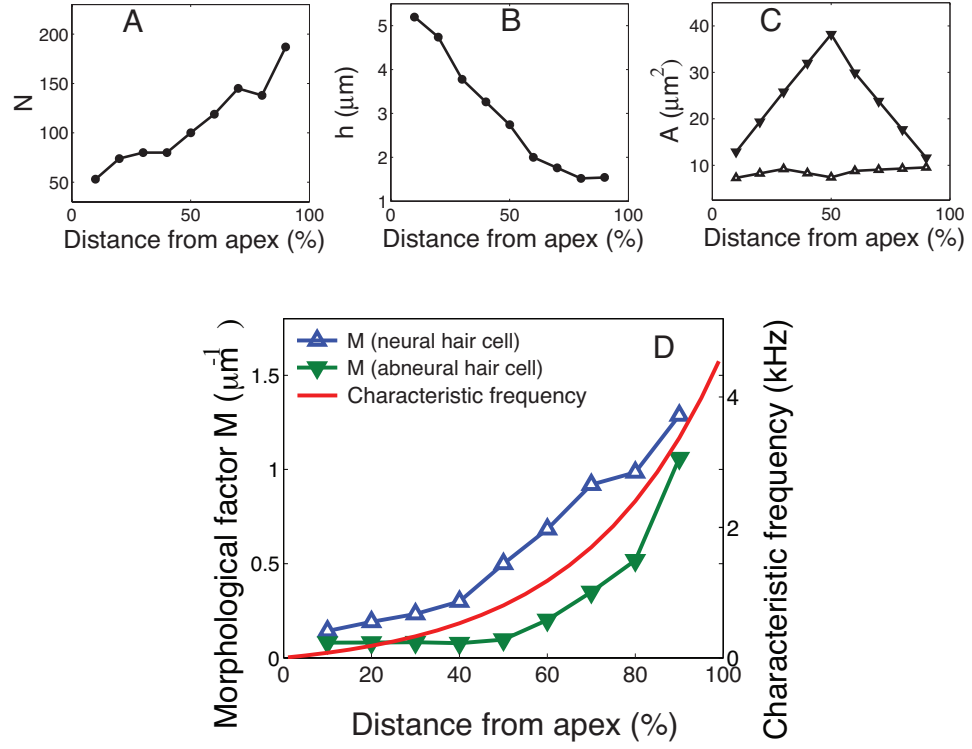 A
200
150
100
50
N
0
50
100
Distance from apex (%)
B
5
4
3
2
1
h (μm)
0
50
100
Distance from apex (%)
C
40
30
20
10
A (μm²)
0
50
100
Distance from apex (%)
D
M (neural hair cell)
M (abneural hair cell)
Characteristic frequency
1.5
1
0.5
0
Morphological factor M (μm⁻¹)
4
2
0
Characteristic frequency (kHz)
0
20
40
60
80
100
Distance from apex (%)